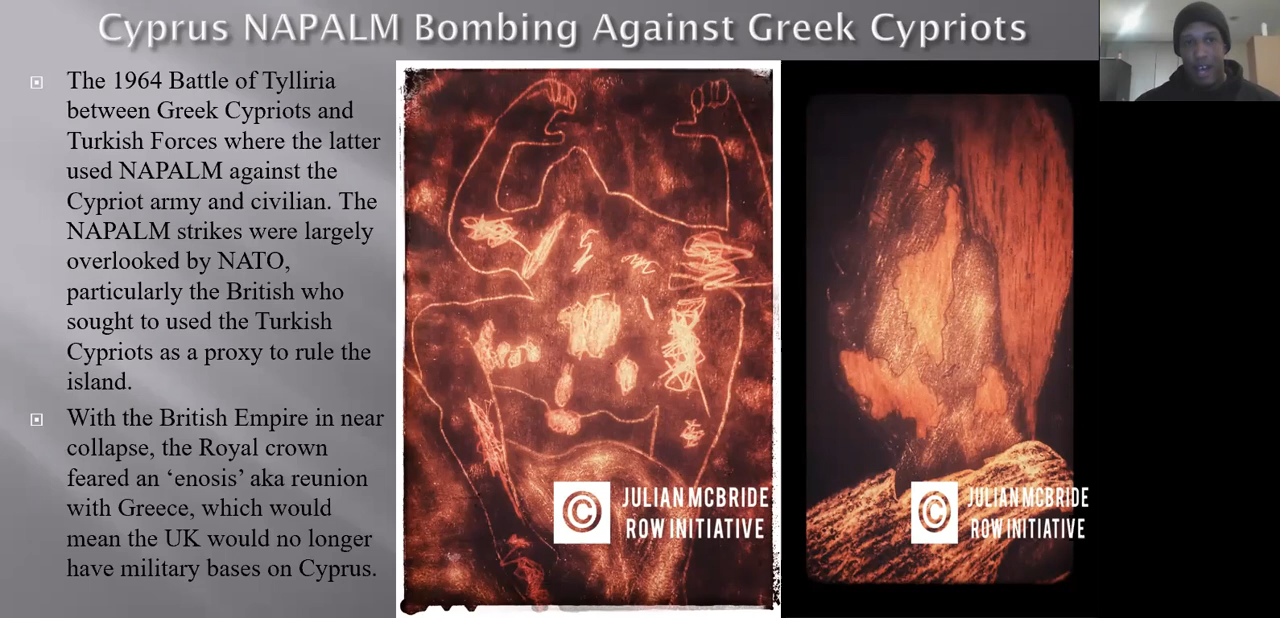 Cyprus NAPALM Bombing Against Greek Cypriots
The 1964 Battle of Tylliria
between Greek Cypriots and
Turkish Forces where the latter
used NAPALM against the
Cypriot army and civilian. The
NAPALM strikes were largely
overlooked by NATO,
particularly the British who
sought to used the Turkish
Cypriots as a proxy to rule the
island.
With the British Empire in near
collapse, the Royal crown
feared an ‘enosis’ aka reunion
with Greece, which would
mean the UK would no longer
have military bases on Cyprus.
© JULIAN MCBRIDE
ROW INITIATIVE
© JULIAN MCBRIDE
ROW INITIATIVE